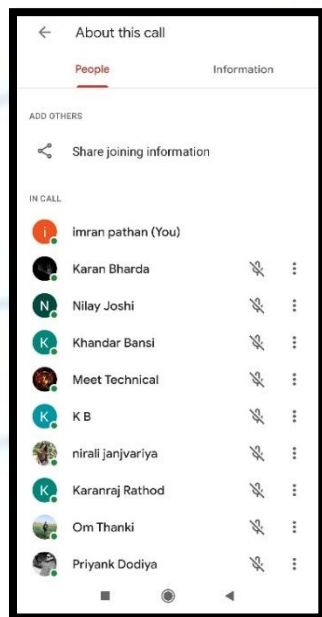 About this call
People Information
ADD OTHERS
Share joining information
IN CALL
i imran pathan (You)
Karan Bharda
N Nilay Joshi
K Khandar Bansi
Meet Technical
K K B
nirali janjvariya
K Karanraj Rathod
Om Thanki
Priyank Dodiya